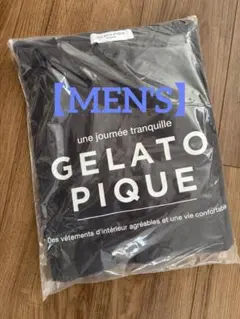 【MEN'S】
une journée tranquille
GELATO
PIQUE
Des vêtements d'intérieur agréables et une vie confortable